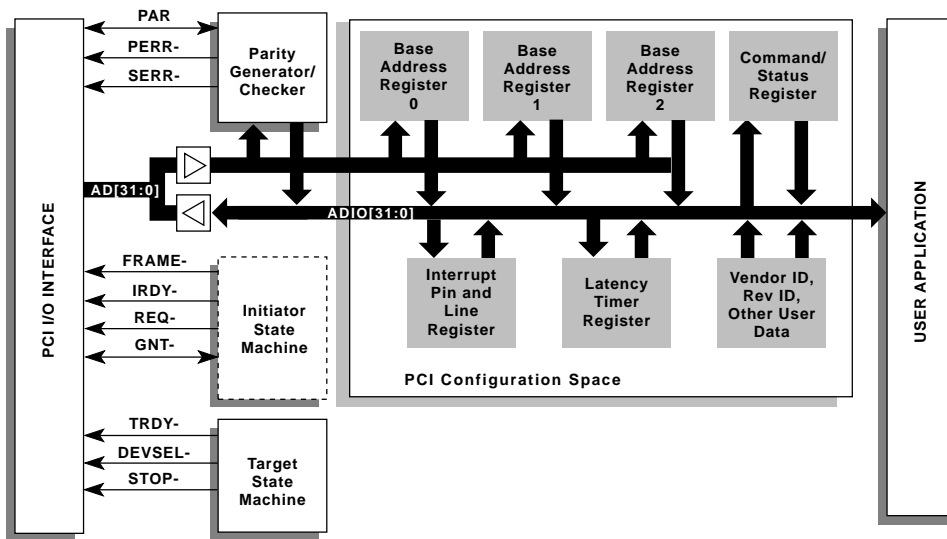 PCI I/O INTERFACE
PAR
PERR-
SERR-
Parity
Generator/
Checker
Base
Address
Register
0
Base
Address
Register
1
Base
Address
Register
2
Command/
Status
Register
AD[31:0]
ADIO[31:0]
FRAME-
IRDY-
REQ-
GNT-
Initiator
State
Machine
Interrupt
Pin and
Line
Register
Latency
Timer
Register
Vendor ID,
Rev ID,
Other User
Data
PCI Configuration Space
TRDY-
DEVSEL-
STOP-
Target
State
Machine
USER APPLICATION